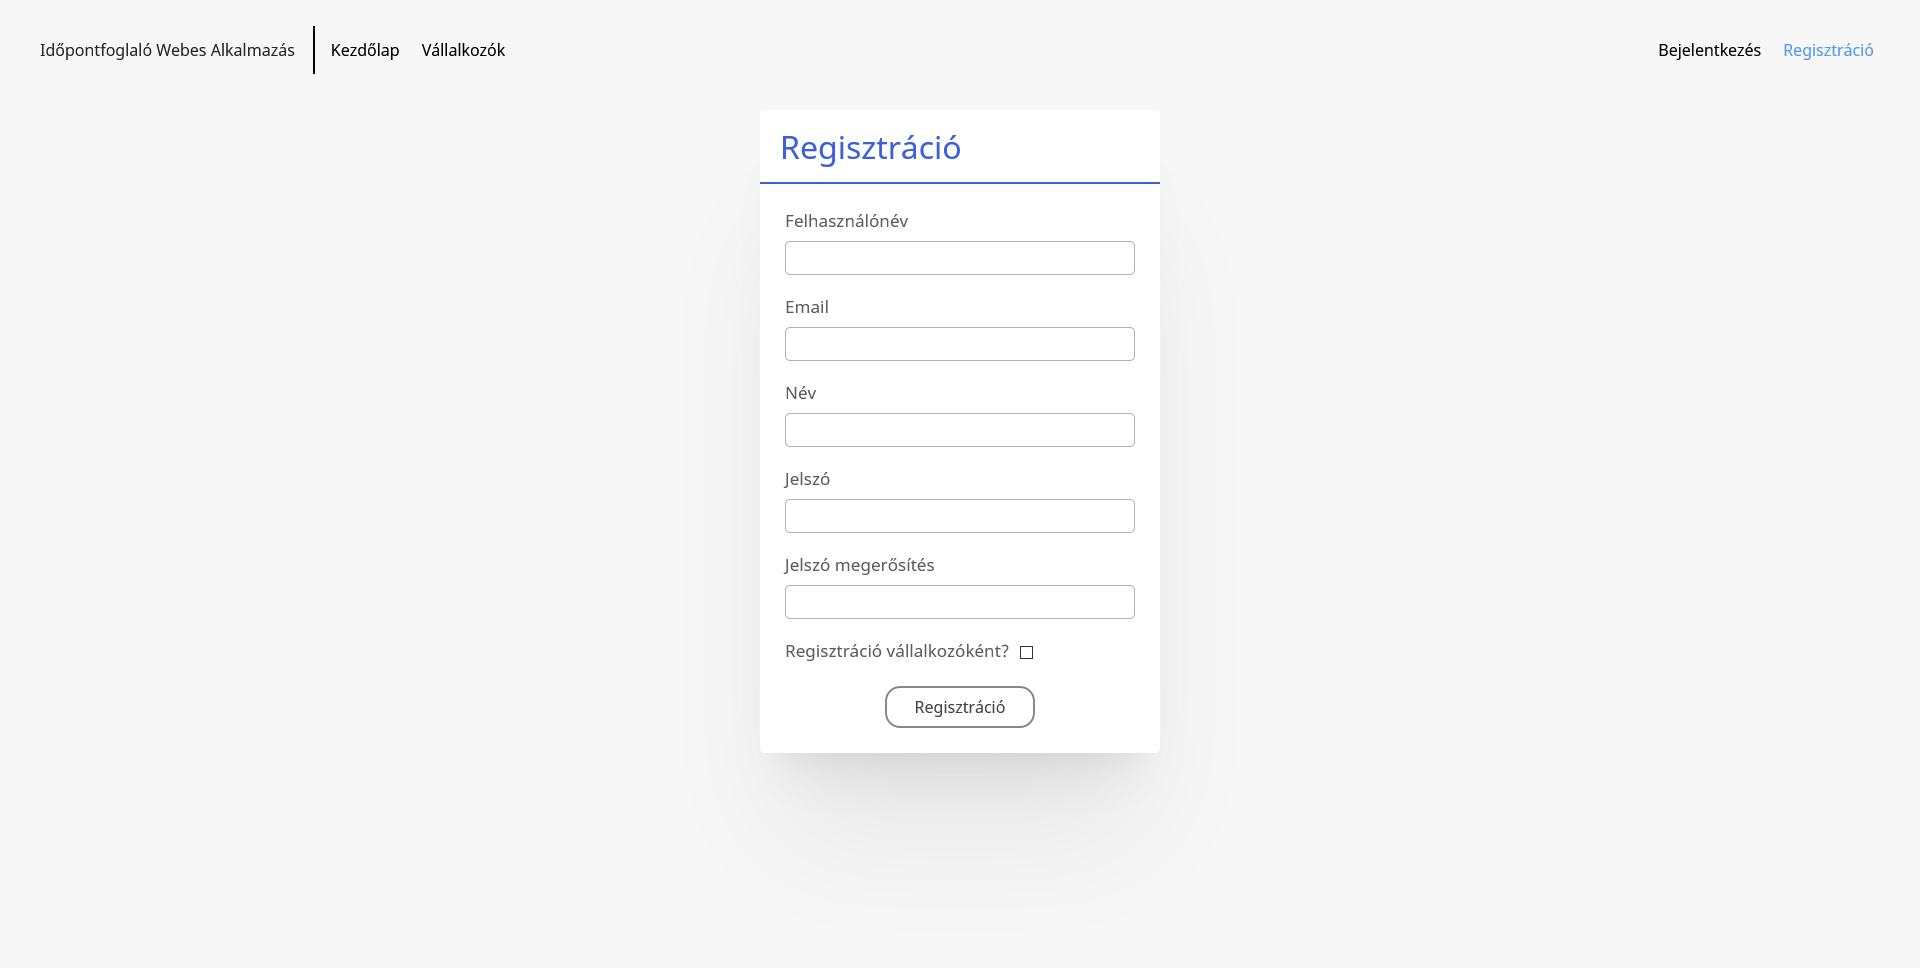 Időpontfoglaló Webes Alkalmazás Kezdőlap Vállalkozók Bejelentkezés Regisztráció
Regisztráció
Felhasználónév
Email
Név
Jelszó
Jelszó megerősítés
Regisztráció vállalkozóként?
Regisztráció